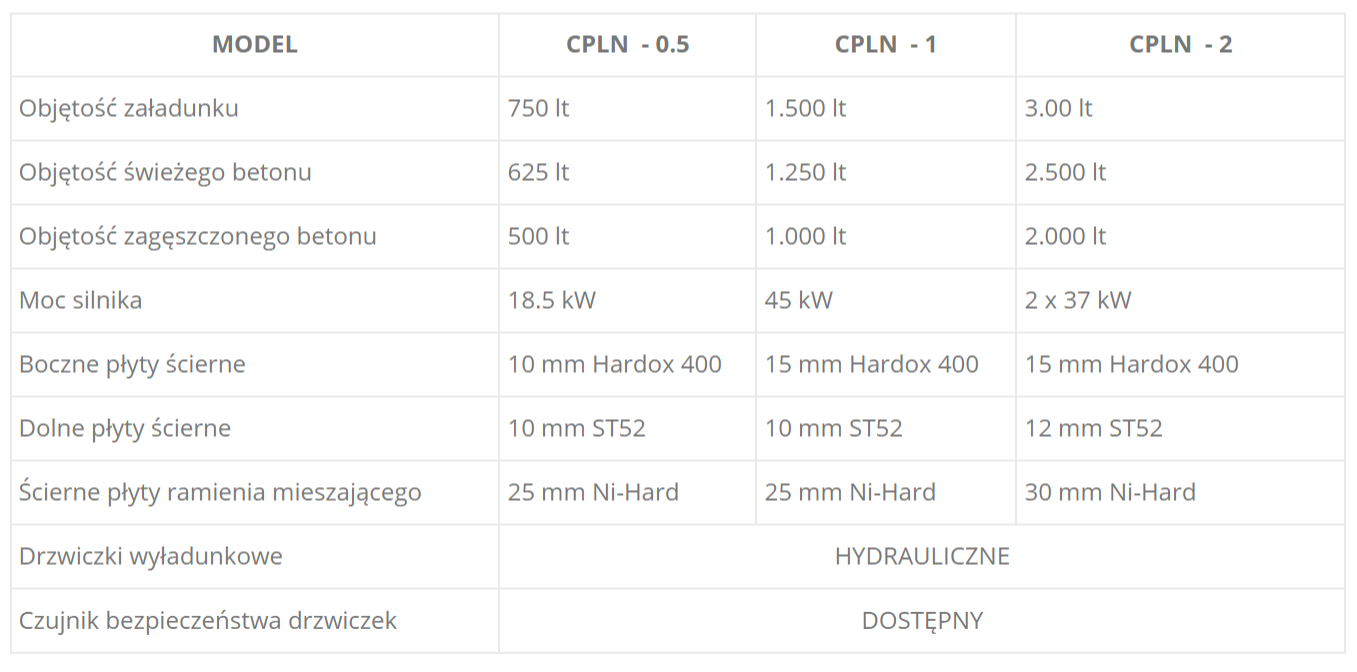 MODEL CPLN - 0.5 CPLN - 1 CPLN - 2
Objętość załadunku 750 lt 1.500 lt 3.00 lt
Objętość świeżego betonu 625 lt 1.250 lt 2.500 lt
Objętość zagęszczonego betonu 500 lt 1.000 lt 2.000 lt
Moc silnika 18.5 kW 45 kW 2 x 37 kW
Boczne płyty ścierne 10 mm Hardox 400 15 mm Hardox 400 15 mm Hardox 400
Dolne płyty ścierne 10 mm ST52 10 mm ST52 12 mm ST52
Ścierne płyty ramienia mieszającego 25 mm Ni-Hard 25 mm Ni-Hard 30 mm Ni-Hard
Drzwiczki wyładunkowe HYDRAULICZNE
Czujnik bezpieczeństwa drzwiczek DOSTĘPNY